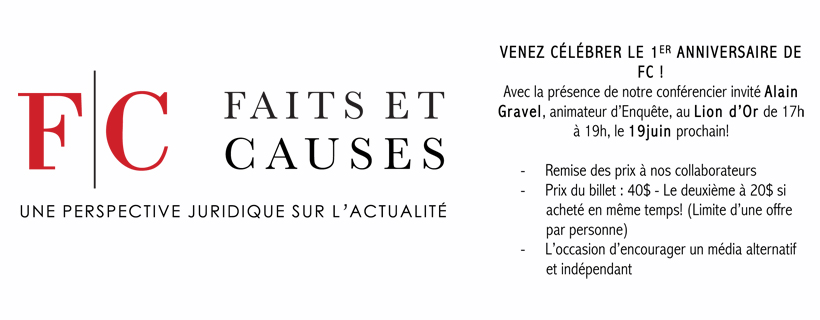 F|C
FAITS ET
CAUSES
UNE PERSPECTIVE JURIDIQUE SUR L'ACTUALITÉ
VENEZ CÉLÉBRER LE 1ER ANNIVERSAIRE DE
FC !
Avec la présence de notre conférencier invité Alain
Gravel, animateur d'Enquête, au Lion d'Or de 17h
à 19h, le 19juin prochain!
- Remise des prix à nos collaborateurs
- Prix du billet : 40$ - Le deuxième à 20$ si
acheté en même temps! (Limite d'une offre
par personne)
- L'occasion d'encourager un média alternatif
et indépendant